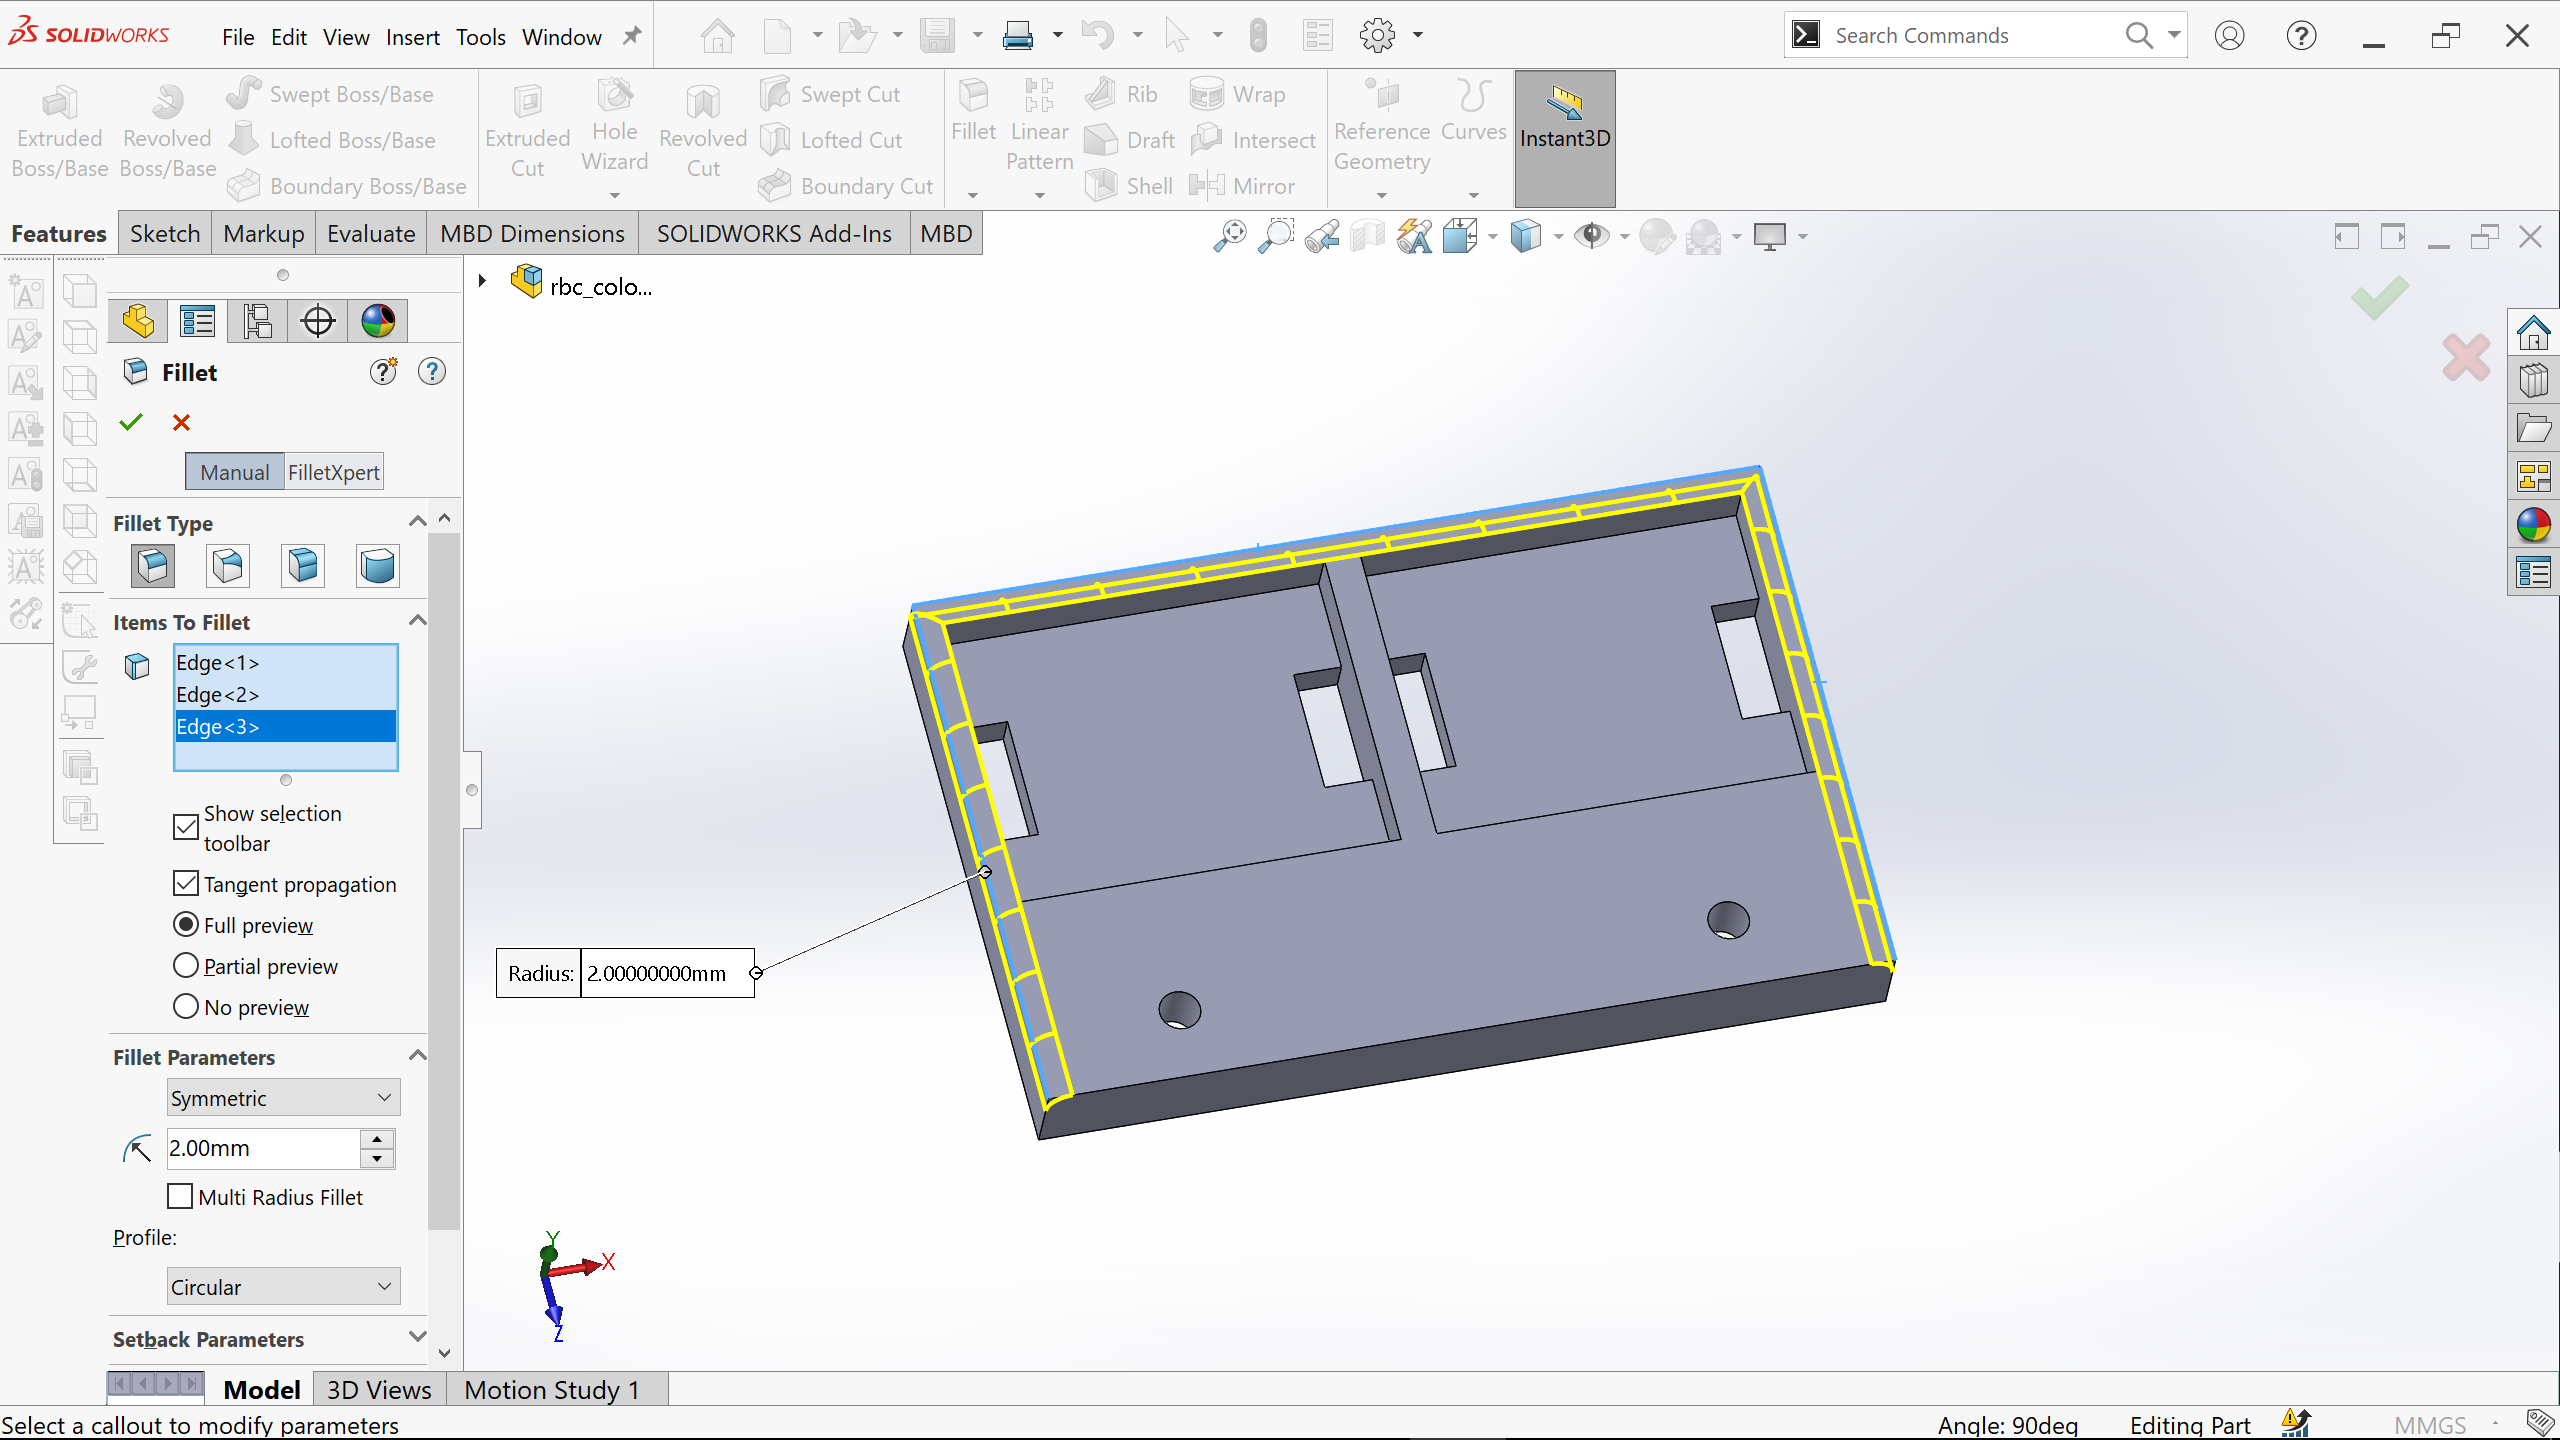 SOLIDWORKS File Edit View Insert Tools Window Search Commands
Extruded Boss/Base
Revolved Boss/Base
Swept Boss/Base
Lofted Boss/Base
Boundary Boss/Base
Extruded Cut
Hole Wizard
Revolved Cut
Swept Cut
Lofted Cut
Boundary Cut
Fillet
Linear Pattern
Rib
Draft
Shell
Wrap
Intersect
Mirror
Reference Geometry
Curves
Instant3D
Features Sketch Markup Evaluate MBD Dimensions SOLIDWORKS Add-Ins MBD
rbc_colo...
Fillet
Manual FilletXpert
Fillet Type
Items To Fillet
Edge<1>
Edge<2>
Edge<3>
Show selection
toolbar
Tangent propagation
Full preview
Partial preview
No preview
Fillet Parameters
Symmetric
2.00mm
Multi Radius Fillet
Profile:
Circular
Setback Parameters
Radius: 2.00000000mm
Y
X
Z
Model 3D Views Motion Study 1
Select a callout to modify parameters Angle: 90deg Editing Part MMGS